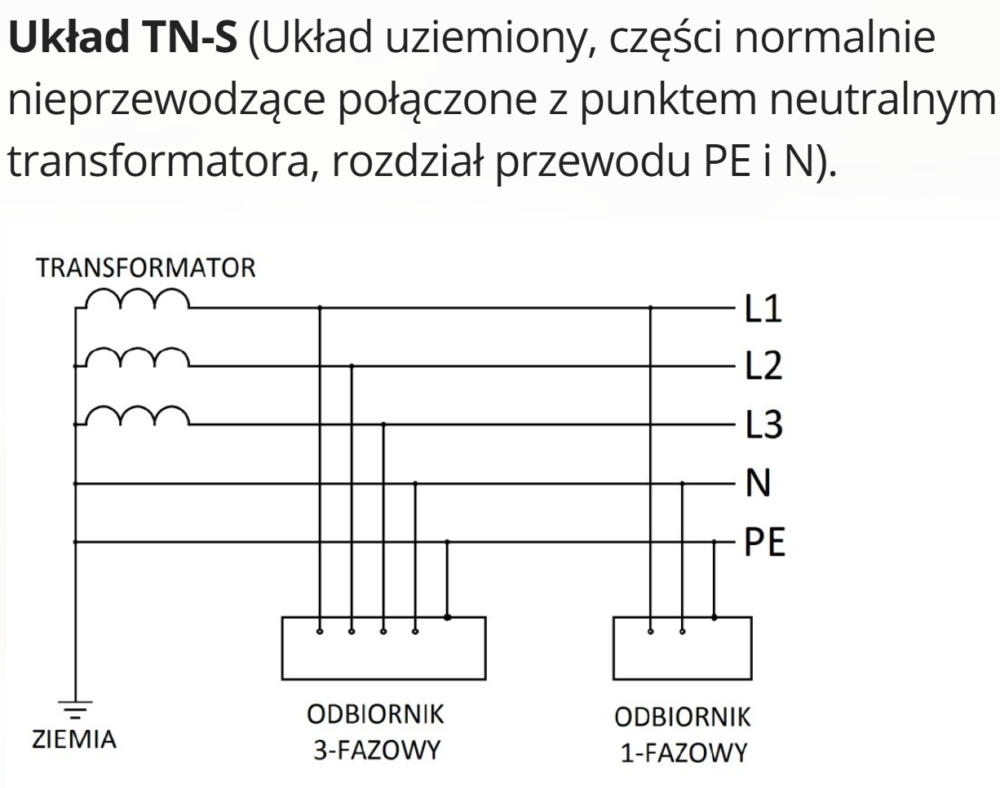 Układ TN-S (Układ uziemiony, części normalnie
nieprzewodzące połączone z punktem neutralnym
transformatora, rozdział przewodu PE i N).
TRANSFORMATOR
L1
L2
L3
N
PE
ODBIORNIK
3-FAZOWY
ODBIORNIK
1-FAZOWY
ZIEMIA